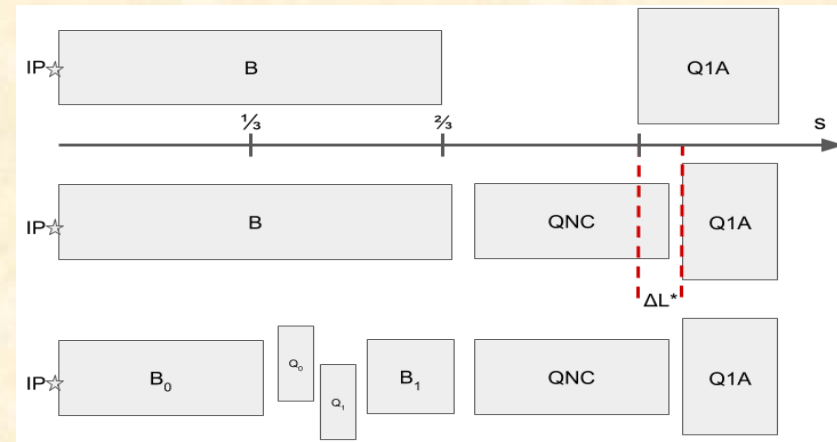 IP B Q1A
⅓ ⅔ s
IP B QNC Q1A
ΔL*
IP B₀ Q₀ Q₁ B₁ QNC Q1A